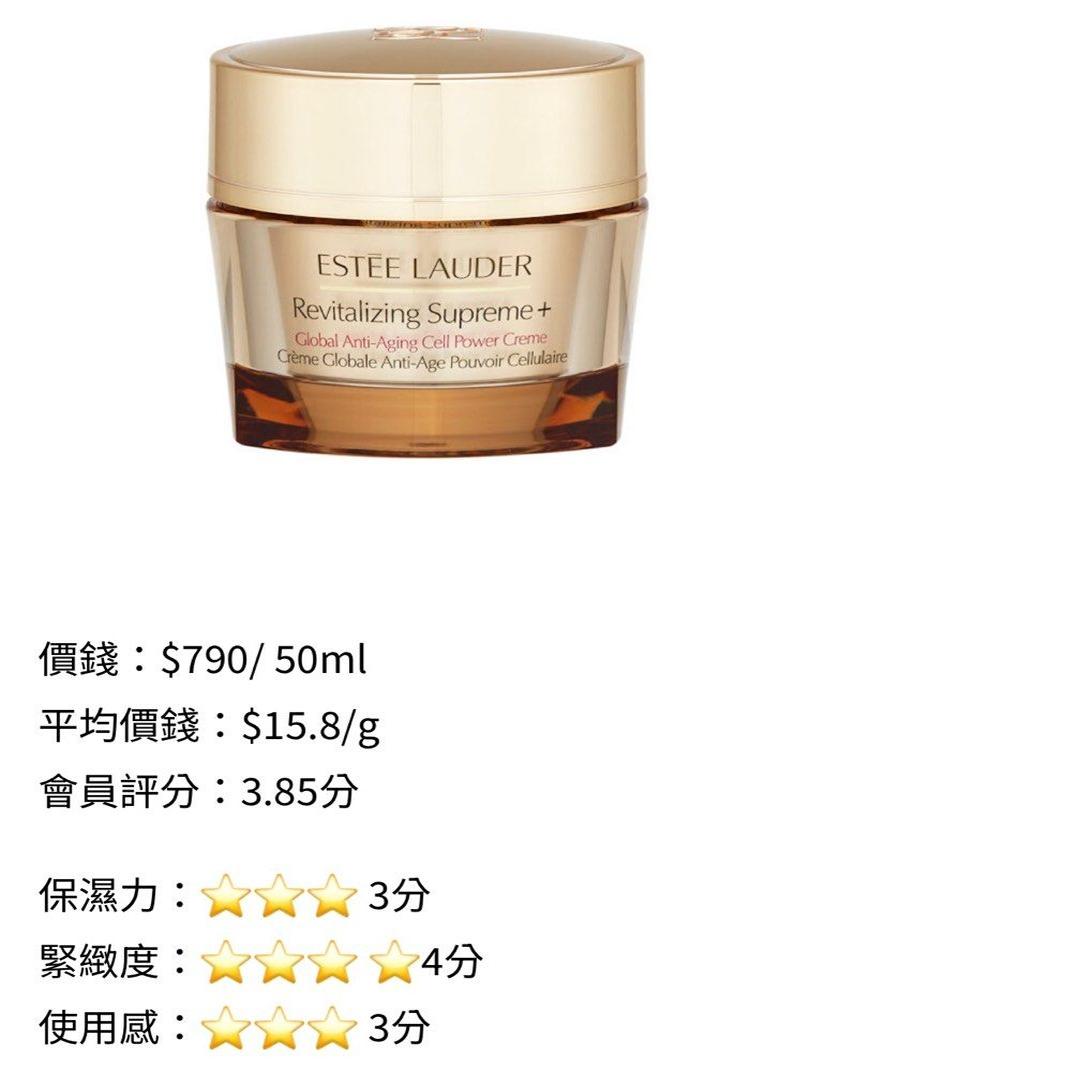 ESTĒE LAUDER
Revitalizing Supreme+
Global Anti-Aging Cell Power Creme
Crème Globale Anti-Age Pouvoir Cellulaire
價錢：$790/ 50ml
平均價錢：$15.8/g
會員評分：3.85分
保濕力：⭐⭐⭐ 3分
緊緻度：⭐⭐⭐ ⭐4分
使用感：⭐⭐⭐ 3分